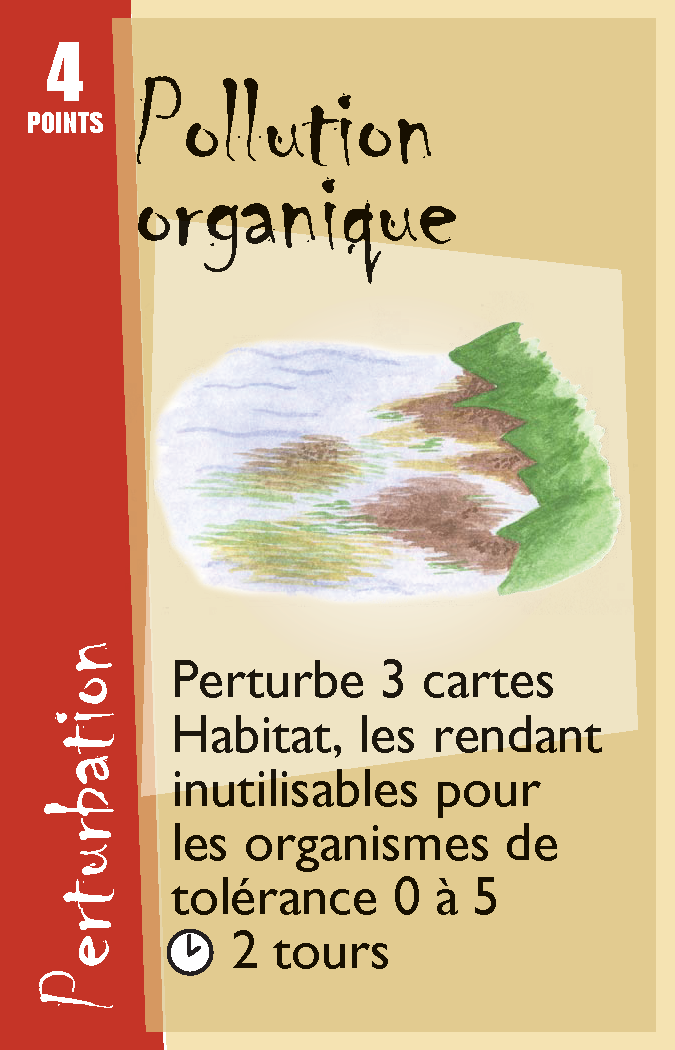 4
POINTS
Pollution
organique
Perturbe 3 cartes
Habitat, les rendant
inutilisables pour
les organismes de
tolérance 0 à 5
2 tours
Perturbation